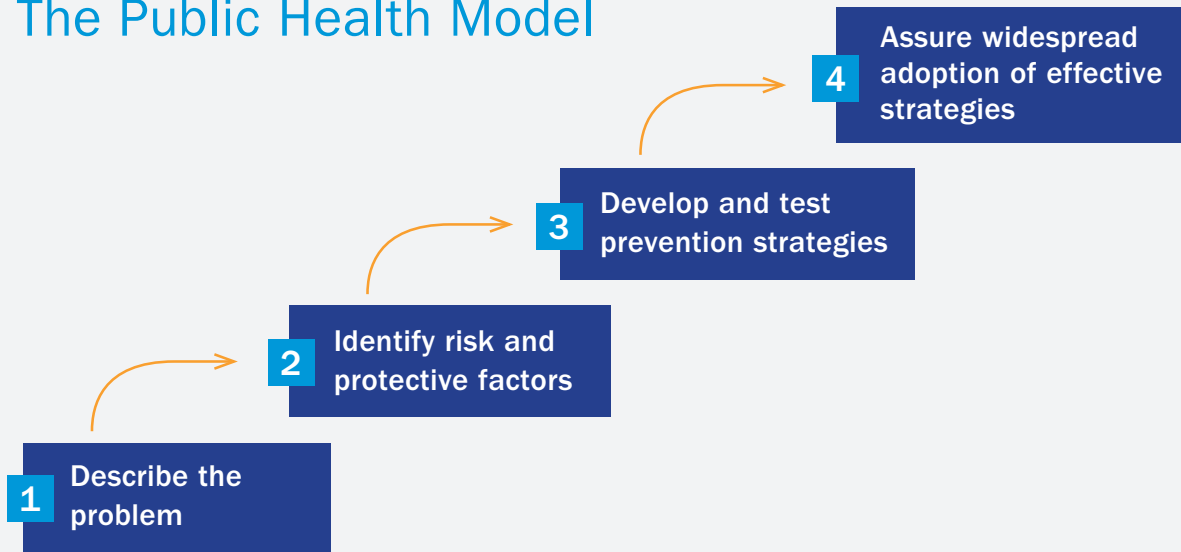 The Public Health Model
1
Describe the
problem
2
Identify risk and
protective factors
3
Develop and test
prevention strategies
4
Assure widespread
adoption of effective
strategies